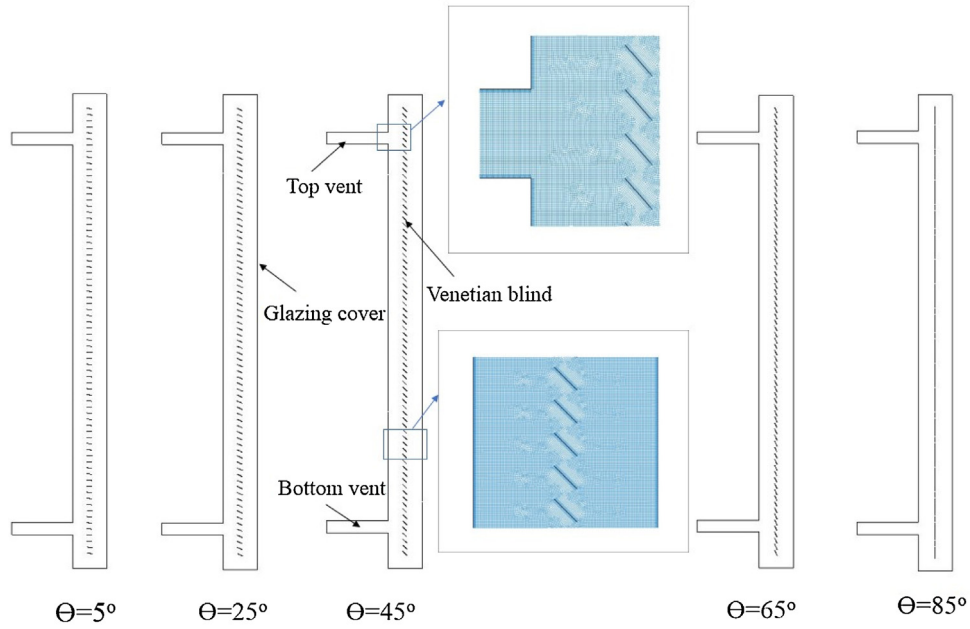 Top vent
Venetian blind
Glazing cover
Bottom vent
Ɵ=5º
Ɵ=25º
Ɵ=45º
Ɵ=65º
Ɵ=85º